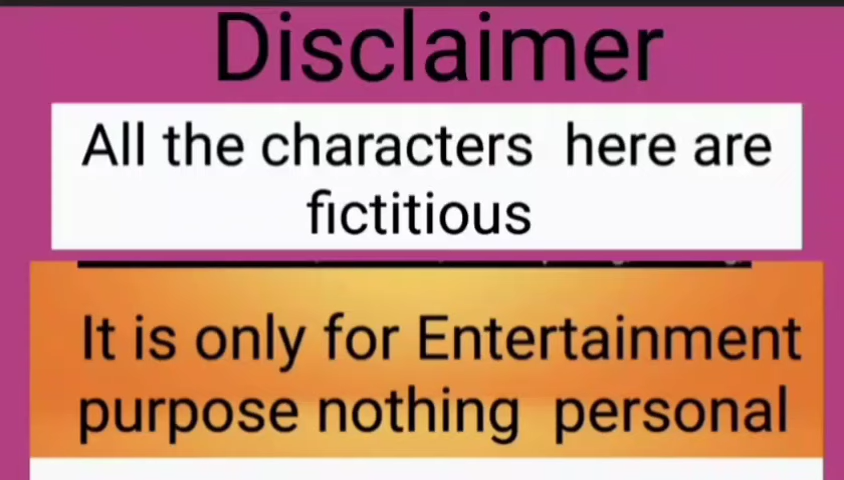 Disclaimer
All the characters here are
fictitious
It is only for Entertainment
purpose nothing personal